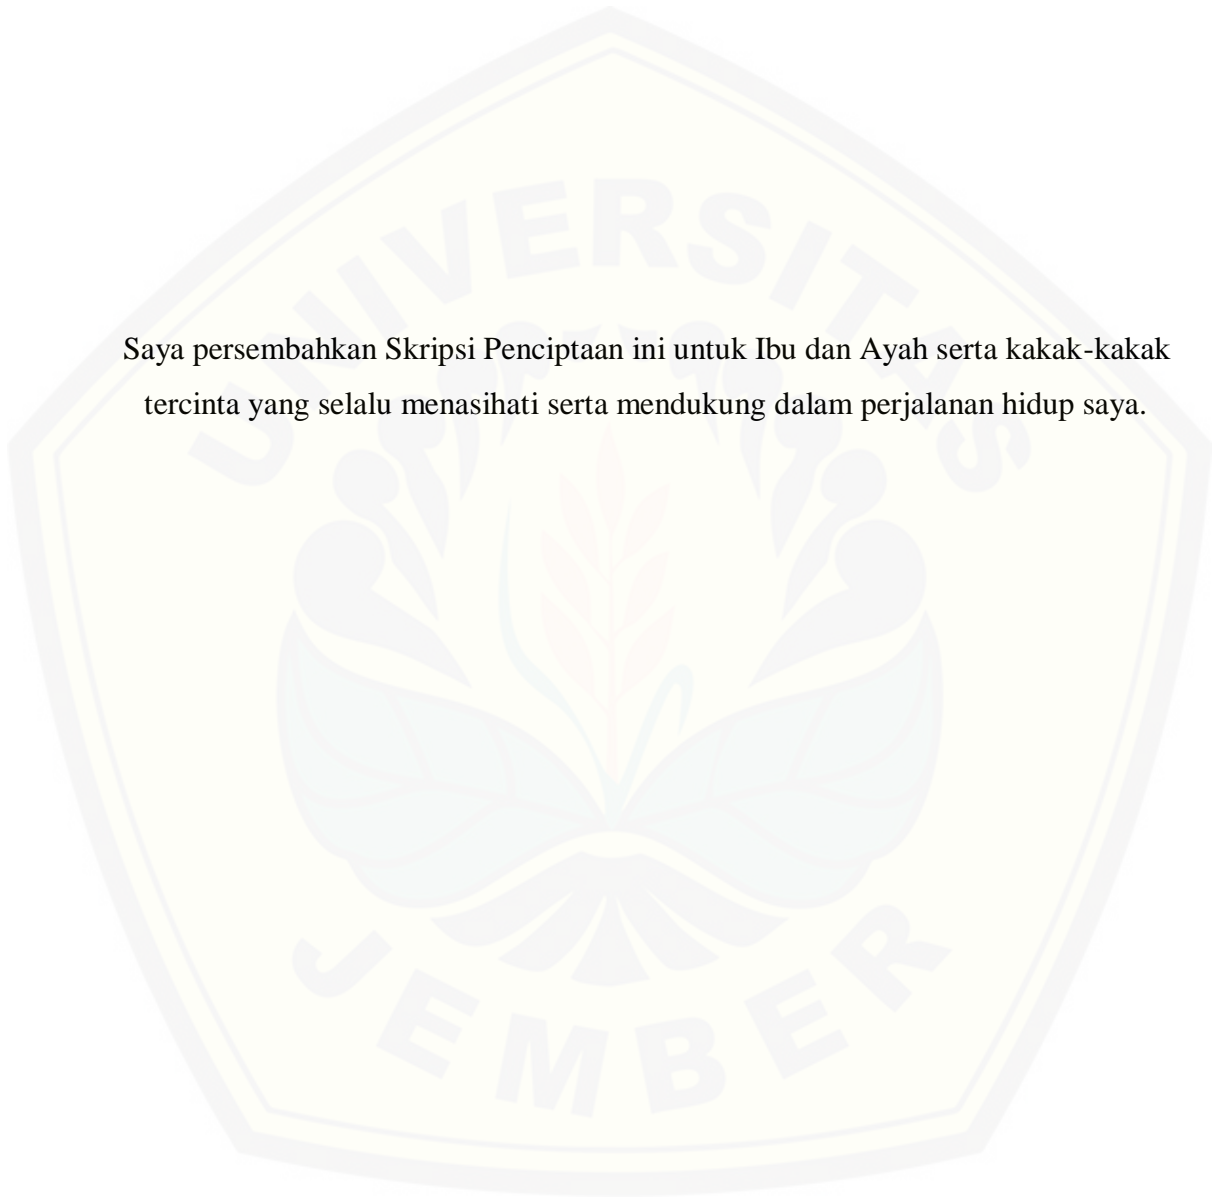 UNIVERSITAS
Saya persembahkan Skripsi Penciptaan ini untuk Ibu dan Ayah serta kakak-kakak
tercinta yang selalu menasihati serta mendukung dalam perjalanan hidup saya.
JEMBER